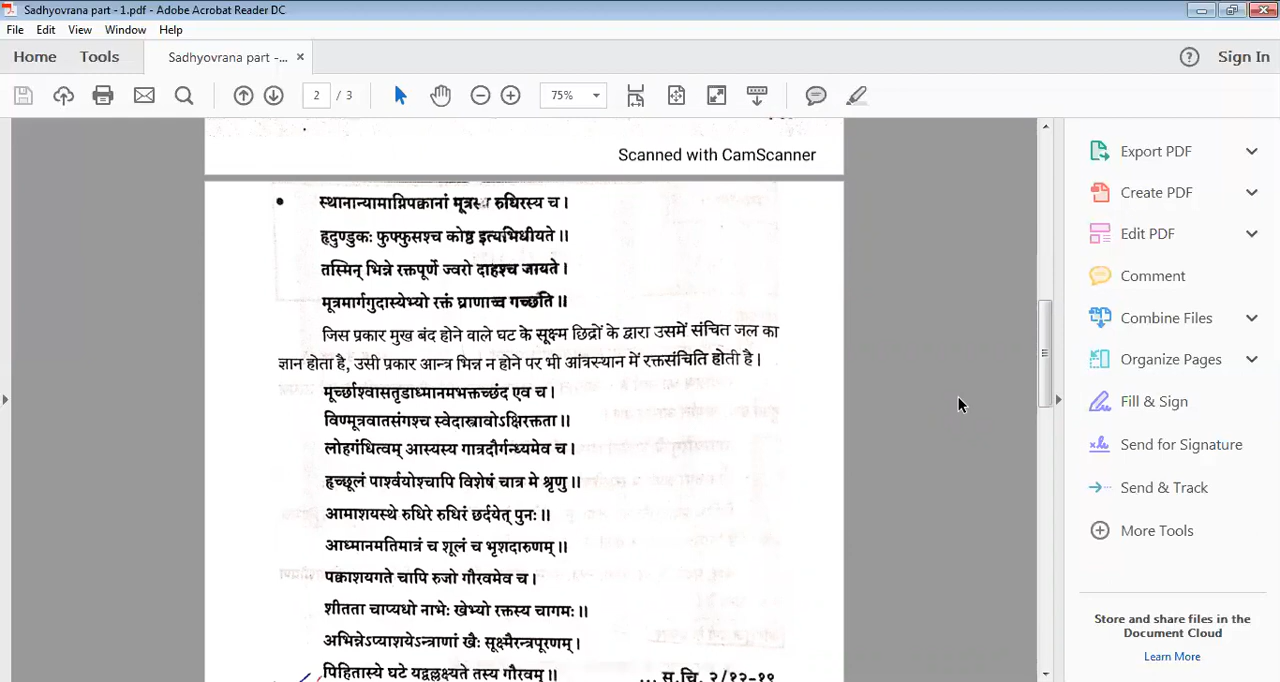 Sadhyovrana part - 1.pdf - Adobe Acrobat Reader DC
File Edit View Window Help
Home Tools Sadhyovrana part -... × Sign In
2 / 3 75%
Scanned with CamScanner
• स्थानान्यामाग्निपक्वानां मूत्रस्य रुधिरस्य च।
हृदुण्डुकः फुफ्फुसश्च कोष्ठ इत्यभिधीयते॥
तस्मिन् भिन्ने रक्तपूर्णे ज्वरो दाहश्च जायते।
मूत्रमार्गगुदास्येभ्यो रक्तं घ्राणाच्च गच्छति॥
जिस प्रकार मुख बंद होने वाले घट के सूक्ष्म छिद्रों के द्वारा उसमें संचित जल का
ज्ञान होता है, उसी प्रकार आन्त्र भिन्न न होने पर भी आंत्रस्थान में रक्तसंचिति होती है।
मूर्च्छाश्वासतृडाध्मानमभक्तच्छंद एव च।
विण्मूत्रवातसंगश्च स्वेदास्रावोऽक्षिरक्तता॥
लोहगंधित्वम् आस्यस्य गात्रदौर्गन्ध्यमेव च।
हृच्छूलं पार्श्वयोश्चापि विशेषं चात्र मे श्रृणु॥
आमाशयस्थे रुधिरे रुधिरं छर्दयेत् पुनः॥
आध्मानमतिमात्रं च शूलं च भृशदारुणम्॥
पक्वाशयगते चापि रुजो गौरवमेव च।
शीतता चाप्यधो नाभेः खेभ्यो रक्तस्य चागमः॥
अभिन्नेऽप्याशयेऽन्त्राणां खैः सूक्ष्मैरन्त्रपूरणम्।
पिहितास्ये घटे यद्वल्लक्ष्यते तस्य गौरवम्॥ ... सु.चि. २/१२-१९
Export PDF
Create PDF
Edit PDF
Comment
Combine Files
Organize Pages
Fill & Sign
Send for Signature
Send & Track
More Tools
Store and share files in the
Document Cloud
Learn More